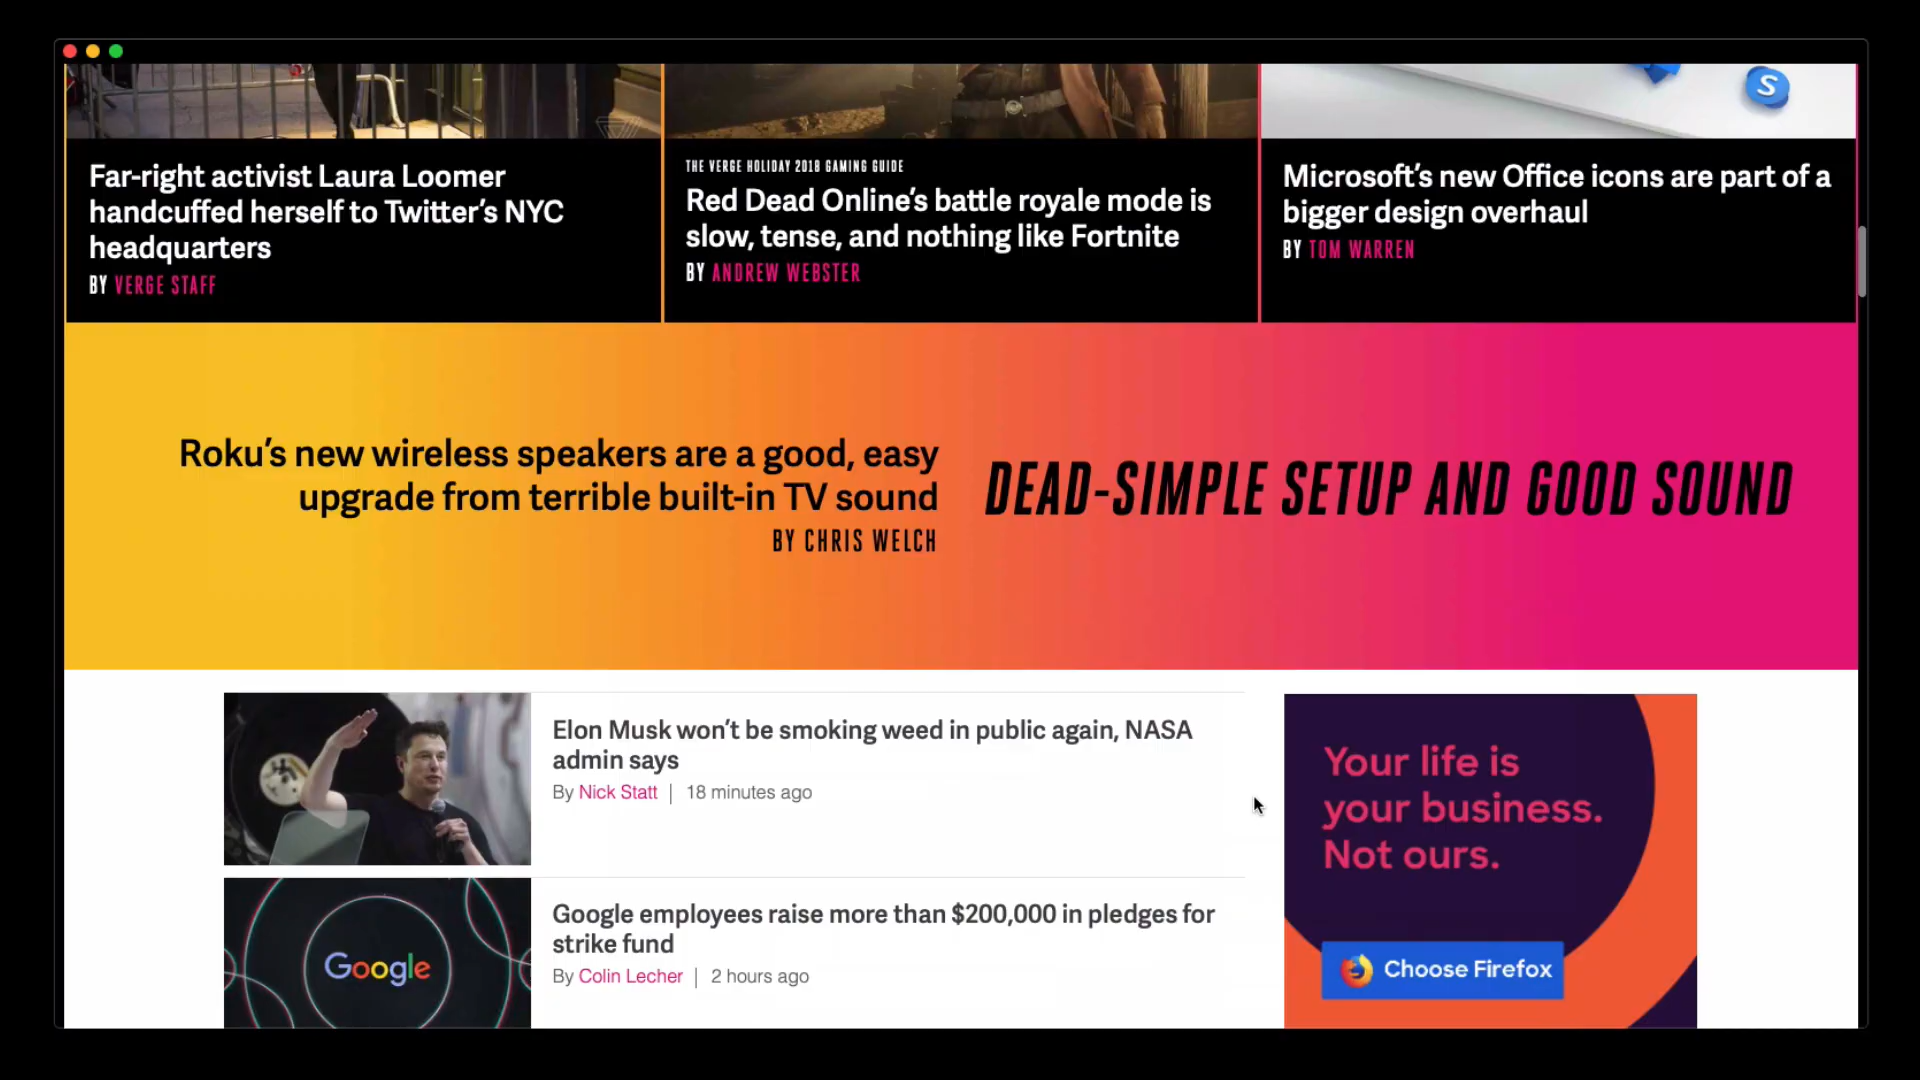 Far-right activist Laura Loomer
handcuffed herself to Twitter's NYC
headquarters
BY VERGE STAFF
THE VERGE HOLIDAY 2018 GAMING GUIDE
Red Dead Online's battle royale mode is
slow, tense, and nothing like Fortnite
BY ANDREW WEBSTER
S
Microsoft's new Office icons are part of a
bigger design overhaul
BY TOM WARREN
Roku's new wireless speakers are a good, easy
upgrade from terrible built-in TV sound
BY CHRIS WELCH
DEAD-SIMPLE SETUP AND GOOD SOUND
Elon Musk won't be smoking weed in public again, NASA
admin says
By Nick Statt | 18 minutes ago
Google
Google employees raise more than $200,000 in pledges for
strike fund
By Colin Lecher | 2 hours ago
Your life is
your business.
Not ours.
Choose Firefox